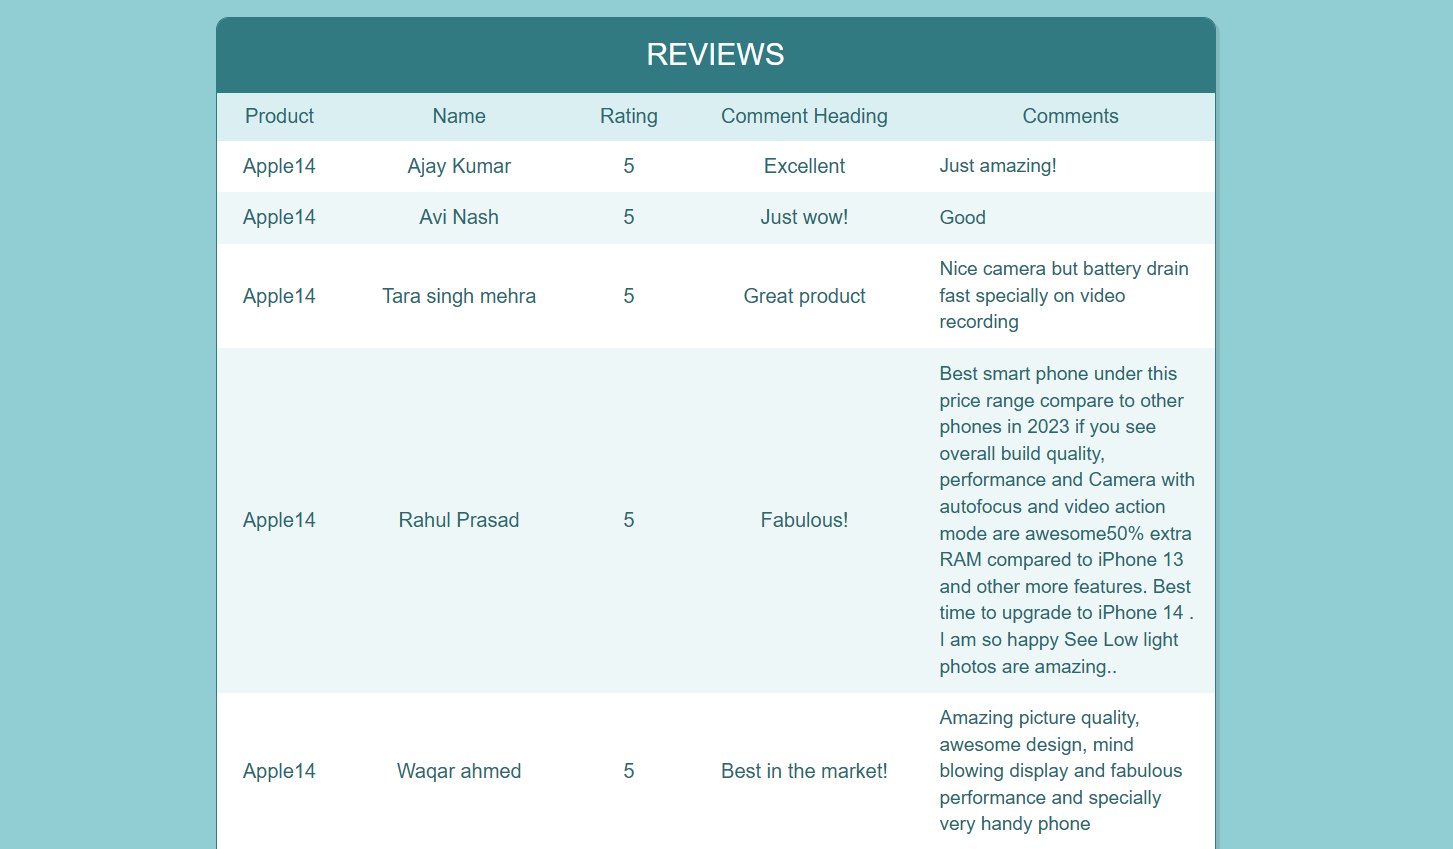 REVIEWS
Product Name Rating Comment Heading Comments
Apple14 Ajay Kumar 5 Excellent Just amazing!
Apple14 Avi Nash 5 Just wow! Good
Apple14 Tara singh mehra 5 Great product Nice camera but battery drain
fast specially on video
recording
Apple14 Rahul Prasad 5 Fabulous! Best smart phone under this
price range compare to other
phones in 2023 if you see
overall build quality,
performance and Camera with
autofocus and video action
mode are awesome50% extra
RAM compared to iPhone 13
and other more features. Best
time to upgrade to iPhone 14 .
I am so happy See Low light
photos are amazing..
Apple14 Waqar ahmed 5 Best in the market! Amazing picture quality,
awesome design, mind
blowing display and fabulous
performance and specially
very handy phone